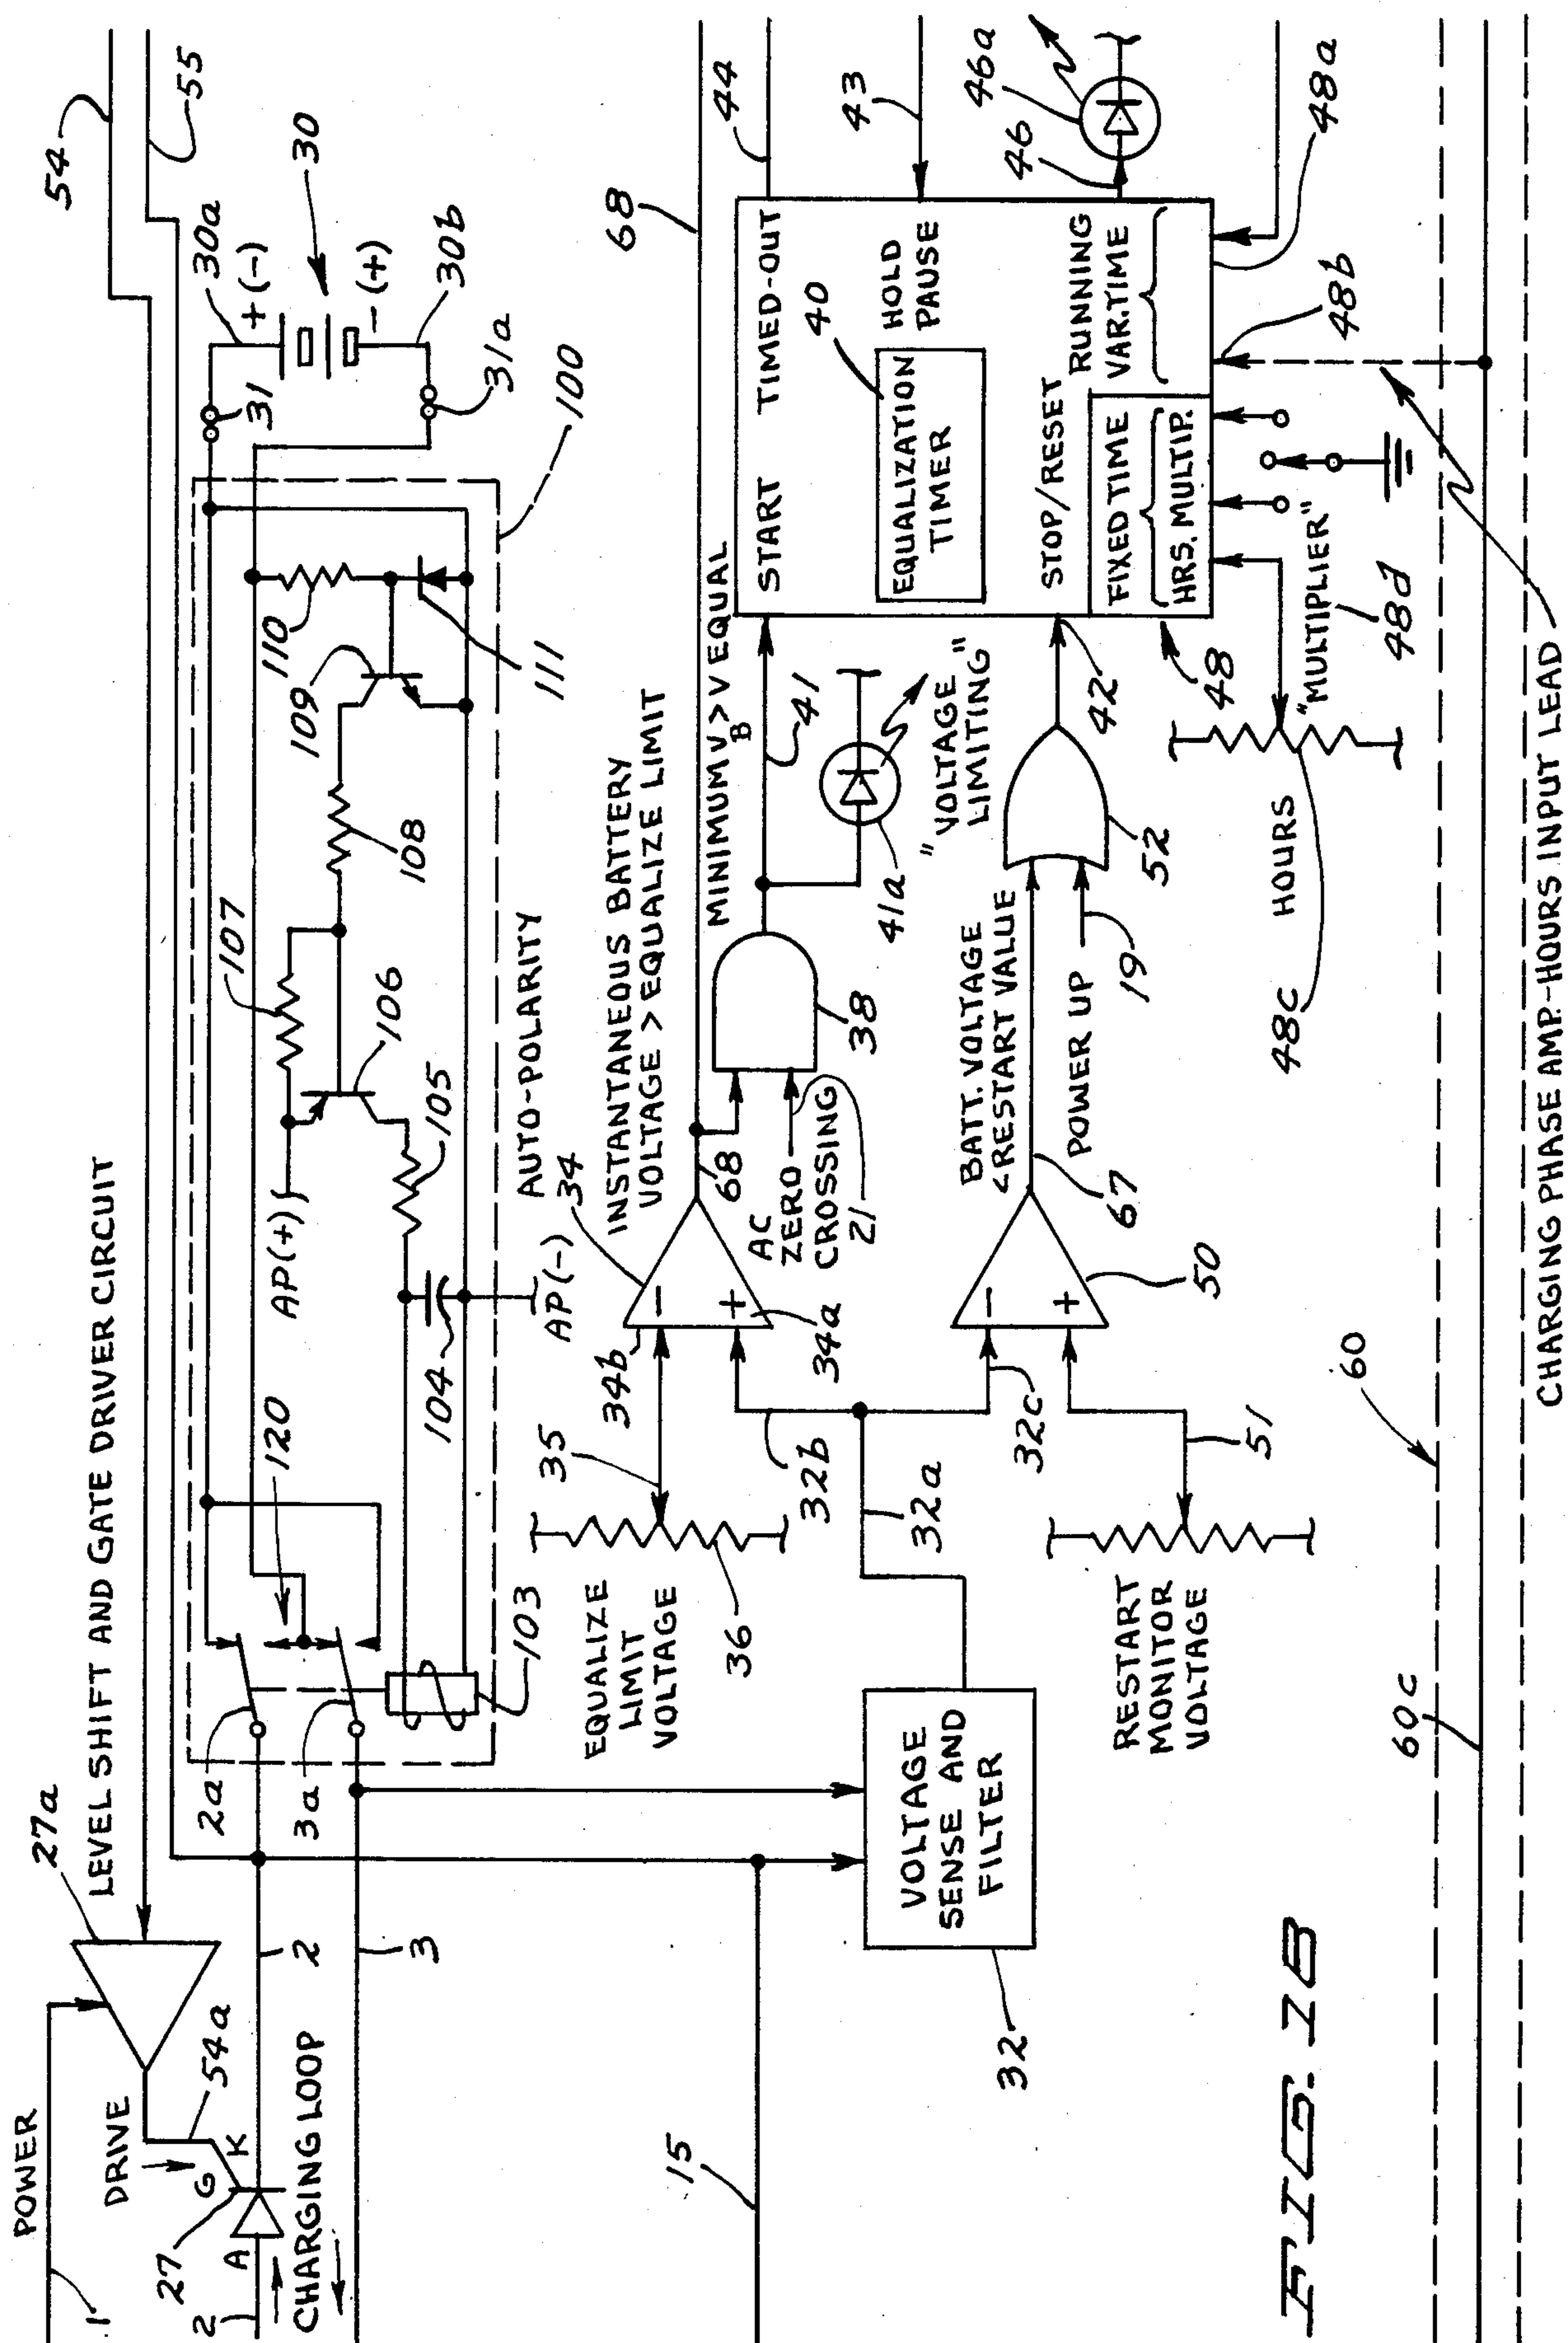 POWER
1
DRIVE
54a
G
K
A
27
2
CHARGING LOOP
2
3
27a
LEVEL SHIFT AND GATE DRIVER CIRCUIT
54
55
2a
3a
120
103
104
AP(+)
AP(-)
105
106
107
108
109
110
111
100
AUTO-POLARITY
31
31a
30a
+(-)
30
-(+)
30b
15
32
VOLTAGE
SENSE AND
FILTER
EQUALIZE
LIMIT
VOLTAGE
36
35
34b
34
34a
32b
32a
32c
RESTART
MONITOR
VOLTAGE
51
50
INSTANTANEOUS BATTERY
VOLTAGE > EQUALIZE LIMIT
68
68
AC
ZERO
CROSSING
21
38
MINIMUM VB > V EQUAL
41
41a
"VOLTAGE
LIMITING"
67
BATT. VOLTAGE
<RESTART VALUE
POWER UP
19
52
42
START
TIMED-OUT
EQUALIZATION
TIMER
40
HOLD
PAUSE
STOP/RESET
RUNNING
FIXED TIME
HRS. MULTIP.
VAR. TIME
44
43
46
46a
48
48a
48b
48c
HOURS
"MULTIPLIER"
48d
60
60c
CHARGING PHASE AMP.-HOURS INPUT LEAD
FIG. 1B